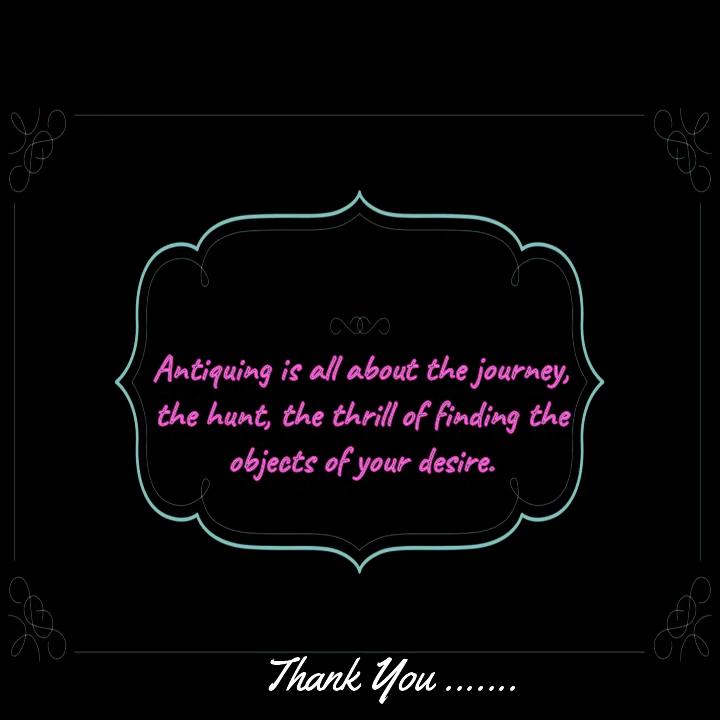 Antiquing is all about the journey,
the hunt, the thrill of finding the
objects of your desire.
Thank You .......